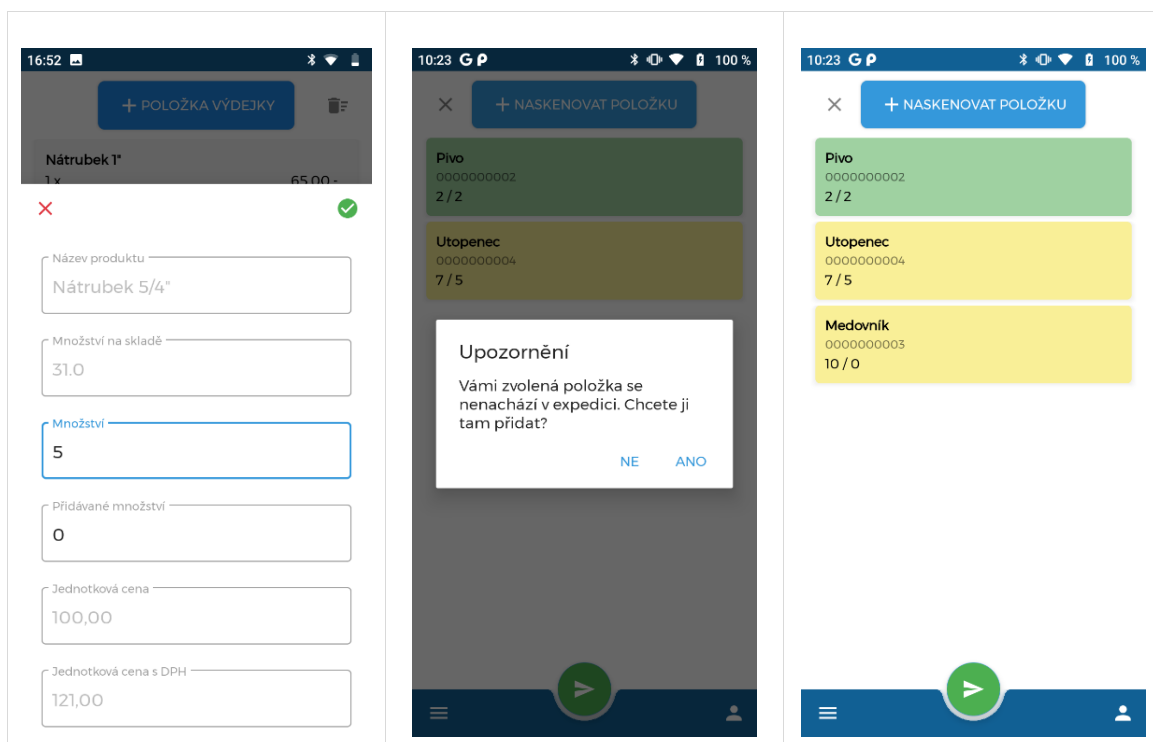 16:52
+ POLOŽKA VÝDEJKY
Nátrubek 1"
1 x 65,00,-
Název produktu
Nátrubek 5/4"
Množství na skladě
31.0
Množství
5
Přidávané množství
0
Jednotková cena
100,00
Jednotková cena s DPH
121,00
10:23 G 100 %
+ NASKENOVAT POLOŽKU
Pivo
0000000002
2 / 2
Utopenec
0000000004
7 / 5
Upozornění
Vámi zvolená položka se
nenachází v expedici. Chcete ji
tam přidat?
NE ANO
10:23 G 100 %
+ NASKENOVAT POLOŽKU
Pivo
0000000002
2 / 2
Utopenec
0000000004
7 / 5
Medovník
0000000003
10 / 0